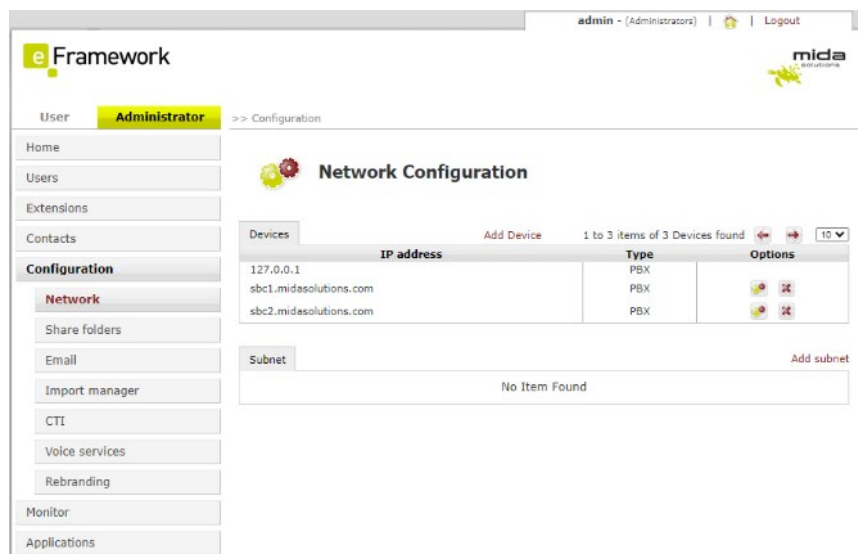 admin - (Administrators) | | Logout
e Framework
mida
solutions
User Administrator >> Configuration
Home
Users
Extensions
Contacts
Configuration
Network
Share folders
Email
Import manager
CTI
Voice services
Rebranding
Monitor
Applications
Network Configuration
Devices Add Device 1 to 3 items of 3 Devices found 10
IP address Type Options
127.0.0.1 PBX
sbc1.midasolutions.com PBX
sbc2.midasolutions.com PBX
Subnet Add subnet
No Item Found